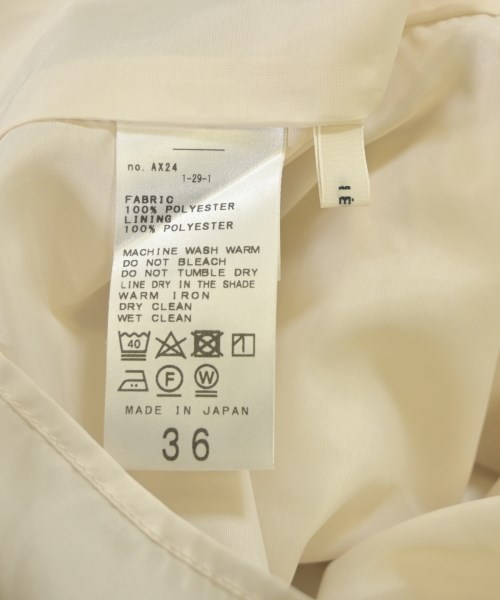 no. AX24
1-29-1
FABRIC
100% POLYESTER
LINING
100% POLYESTER
MACHINE WASH WARM
DO NOT BLEACH
DO NOT TUMBLE DRY
LINE DRY IN THE SHADE
WARM IRON
DRY CLEAN
WET CLEAN
40
F W
MADE IN JAPAN
36